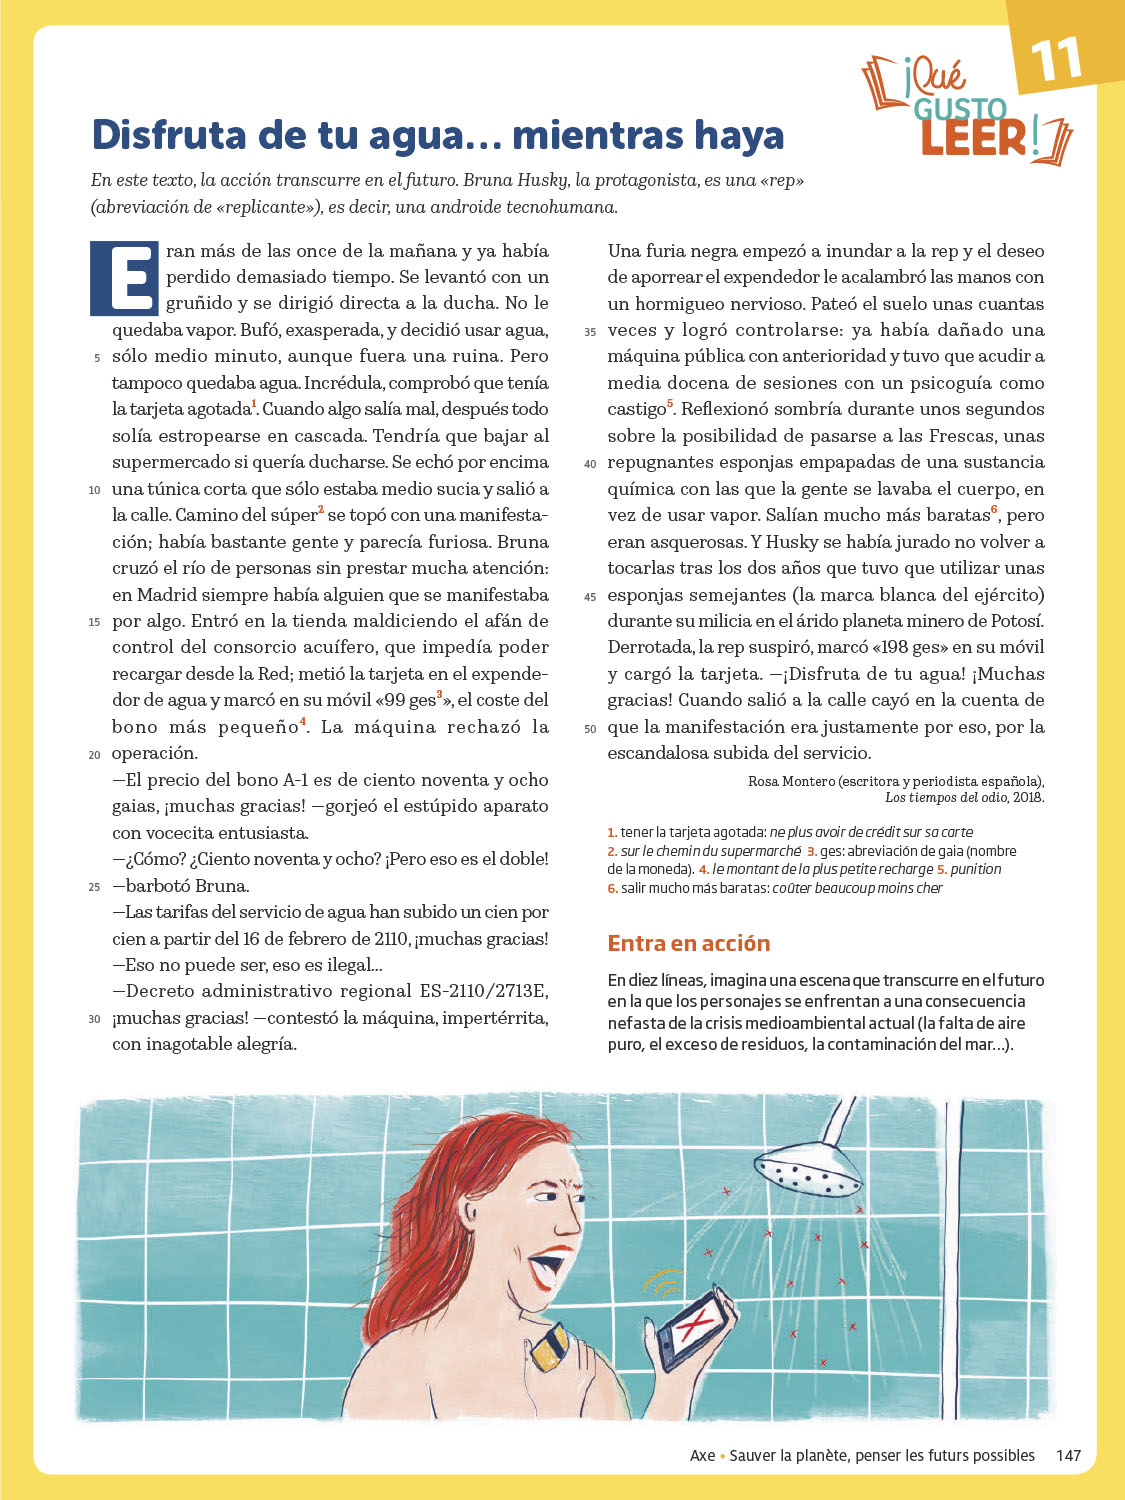 11
¡Qué
GUSTO
LEER!
Disfruta de tu agua... mientras haya
En este texto, la acción transcurre en el futuro. Bruna Husky, la protagonista, es una «rep»
(abreviación de «replicante»), es decir, una androide tecnohumana.
Eran más de las once de la mañana y ya había
perdido demasiado tiempo. Se levantó con un
gruñido y se dirigió directa a la ducha. No le
quedaba vapor. Bufó, exasperada, y decidió usar agua,
5 sólo medio minuto, aunque fuera una ruina. Pero
tampoco quedaba agua. Incrédula, comprobó que tenía
la tarjeta agotada1. Cuando algo salía mal, después todo
solía estropearse en cascada. Tendría que bajar al
supermercado si quería ducharse. Se echó por encima
10 una túnica corta que sólo estaba medio sucia y salió a
la calle. Camino del súper2 se topó con una manifesta-
ción; había bastante gente y parecía furiosa. Bruna
cruzó el río de personas sin prestar mucha atención:
en Madrid siempre había alguien que se manifestaba
15 por algo. Entró en la tienda maldiciendo el afán de
control del consorcio acuífero, que impedía poder
recargar desde la Red; metió la tarjeta en el expende-
dor de agua y marcó en su móvil «99 ges3», el coste del
bono más pequeño4. La máquina rechazó la
20 operación.
—El precio del bono A-1 es de ciento noventa y ocho
gaias, ¡muchas gracias! —gorjeó el estúpido aparato
con vocecita entusiasta.
—¿Cómo? ¿Ciento noventa y ocho? ¡Pero eso es el doble!
25 —barbotó Bruna.
—Las tarifas del servicio de agua han subido un cien por
cien a partir del 16 de febrero de 2110, ¡muchas gracias!
—Eso no puede ser, eso es ilegal...
—Decreto administrativo regional ES-2110/2713E,
30 ¡muchas gracias! —contestó la máquina, impertérrita,
con inagotable alegría.
Una furia negra empezó a inundar a la rep y el deseo
de aporrear el expendedor le acalambró las manos con
un hormigueo nervioso. Pateó el suelo unas cuantas
35 veces y logró controlarse: ya había dañado una
máquina pública con anterioridad y tuvo que acudir a
media docena de sesiones con un psicoguía como
castigo5. Reflexionó sombría durante unos segundos
sobre la posibilidad de pasarse a las Frescas, unas
40 repugnantes esponjas empapadas de una sustancia
química con las que la gente se lavaba el cuerpo, en
vez de usar vapor. Salían mucho más baratas6, pero
eran asquerosas. Y Husky se había jurado no volver a
tocarlas tras los dos años que tuvo que utilizar unas
45 esponjas semejantes (la marca blanca del ejército)
durante su milicia en el árido planeta minero de Potosí.
Derrotada, la rep suspiró, marcó «198 ges» en su móvil
y cargó la tarjeta. —¡Disfruta de tu agua! ¡Muchas
gracias! Cuando salió a la calle cayó en la cuenta de
50 que la manifestación era justamente por eso, por la
escandalosa subida del servicio.
Rosa Montero (escritora y periodista española),
Los tiempos del odio, 2018.
1. tener la tarjeta agotada: ne plus avoir de crédit sur sa carte
2. sur le chemin du supermarché 3. ges: abreviación de gaia (nombre
de la moneda). 4. le montant de la plus petite recharge 5. punition
6. salir mucho más baratas: coûter beaucoup moins cher
Entra en acción
En diez líneas, imagina una escena que transcurre en el futuro
en la que los personajes se enfrentan a una consecuencia
nefasta de la crisis medioambiental actual (la falta de aire
puro, el exceso de residuos, la contaminación del mar...).
Axe • Sauver la planète, penser les futurs possibles 147